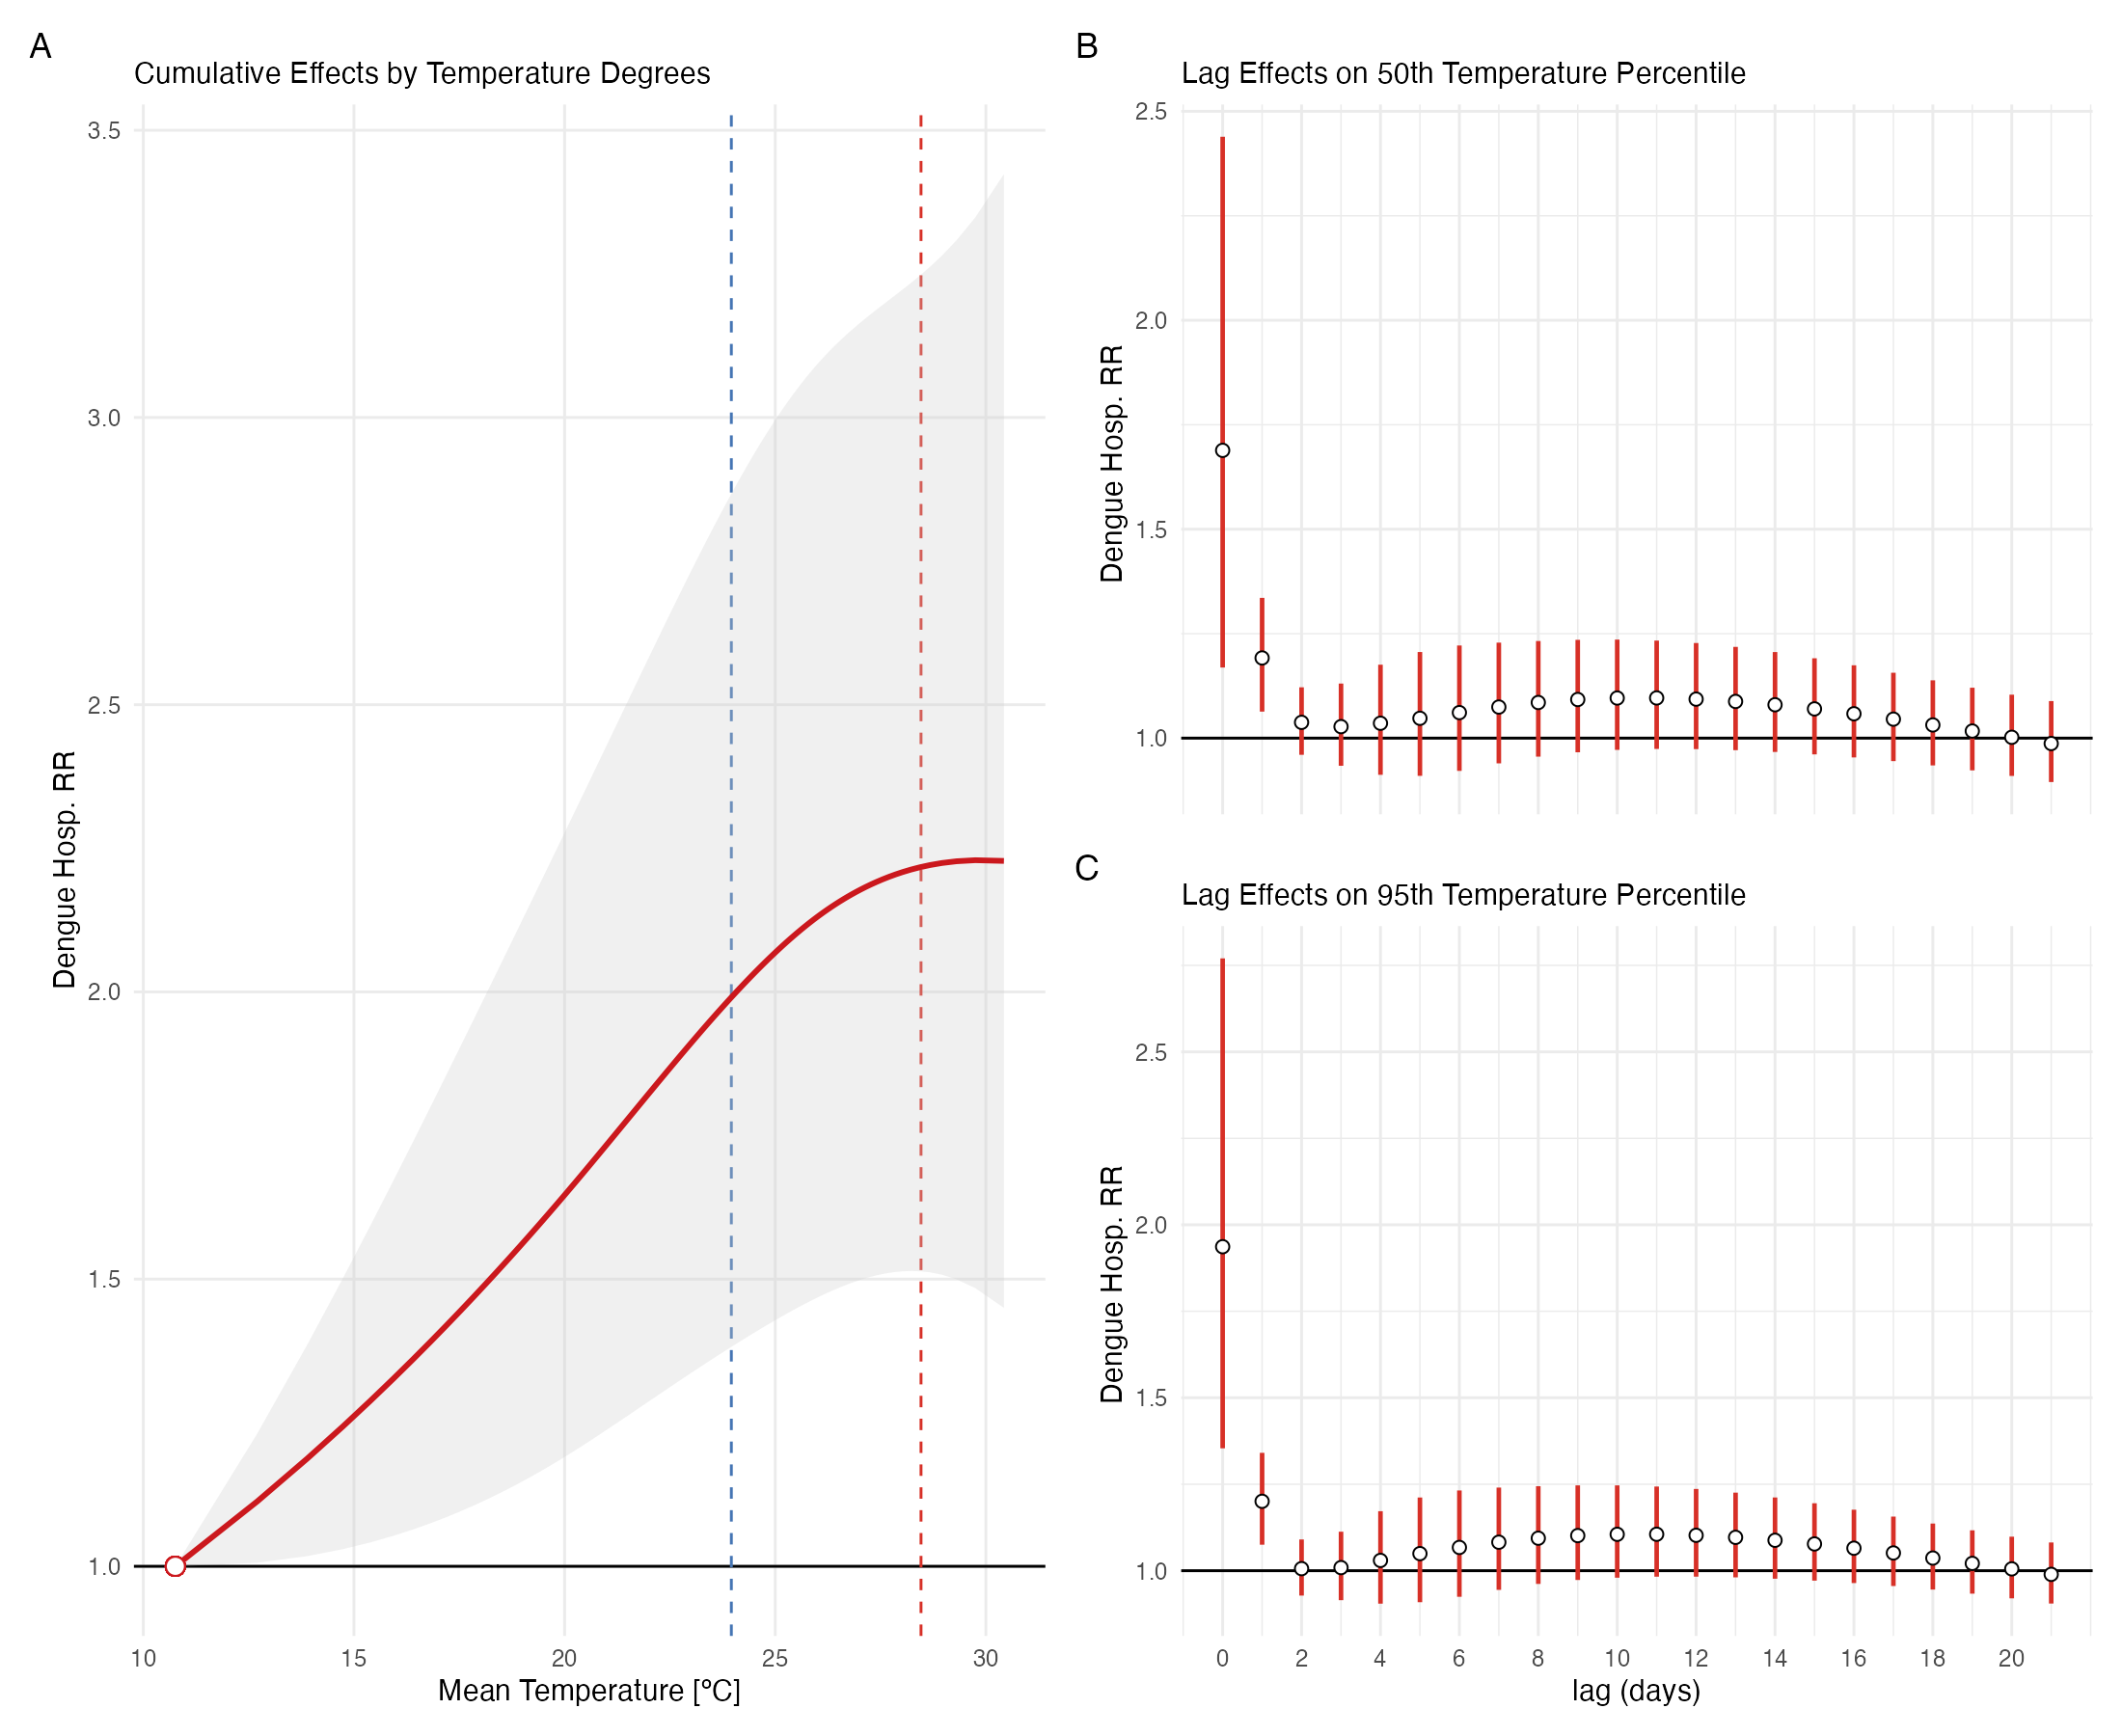 A
Cumulative Effects by Temperature Degrees
Dengue Hosp. RR
3.5
3.0
2.5
2.0
1.5
1.0
10 15 20 25 30
Mean Temperature [ºC]
B
Lag Effects on 50th Temperature Percentile
Dengue Hosp. RR
2.5
2.0
1.5
1.0
C
Lag Effects on 95th Temperature Percentile
Dengue Hosp. RR
2.5
2.0
1.5
1.0
0 2 4 6 8 10 12 14 16 18 20
lag (days)